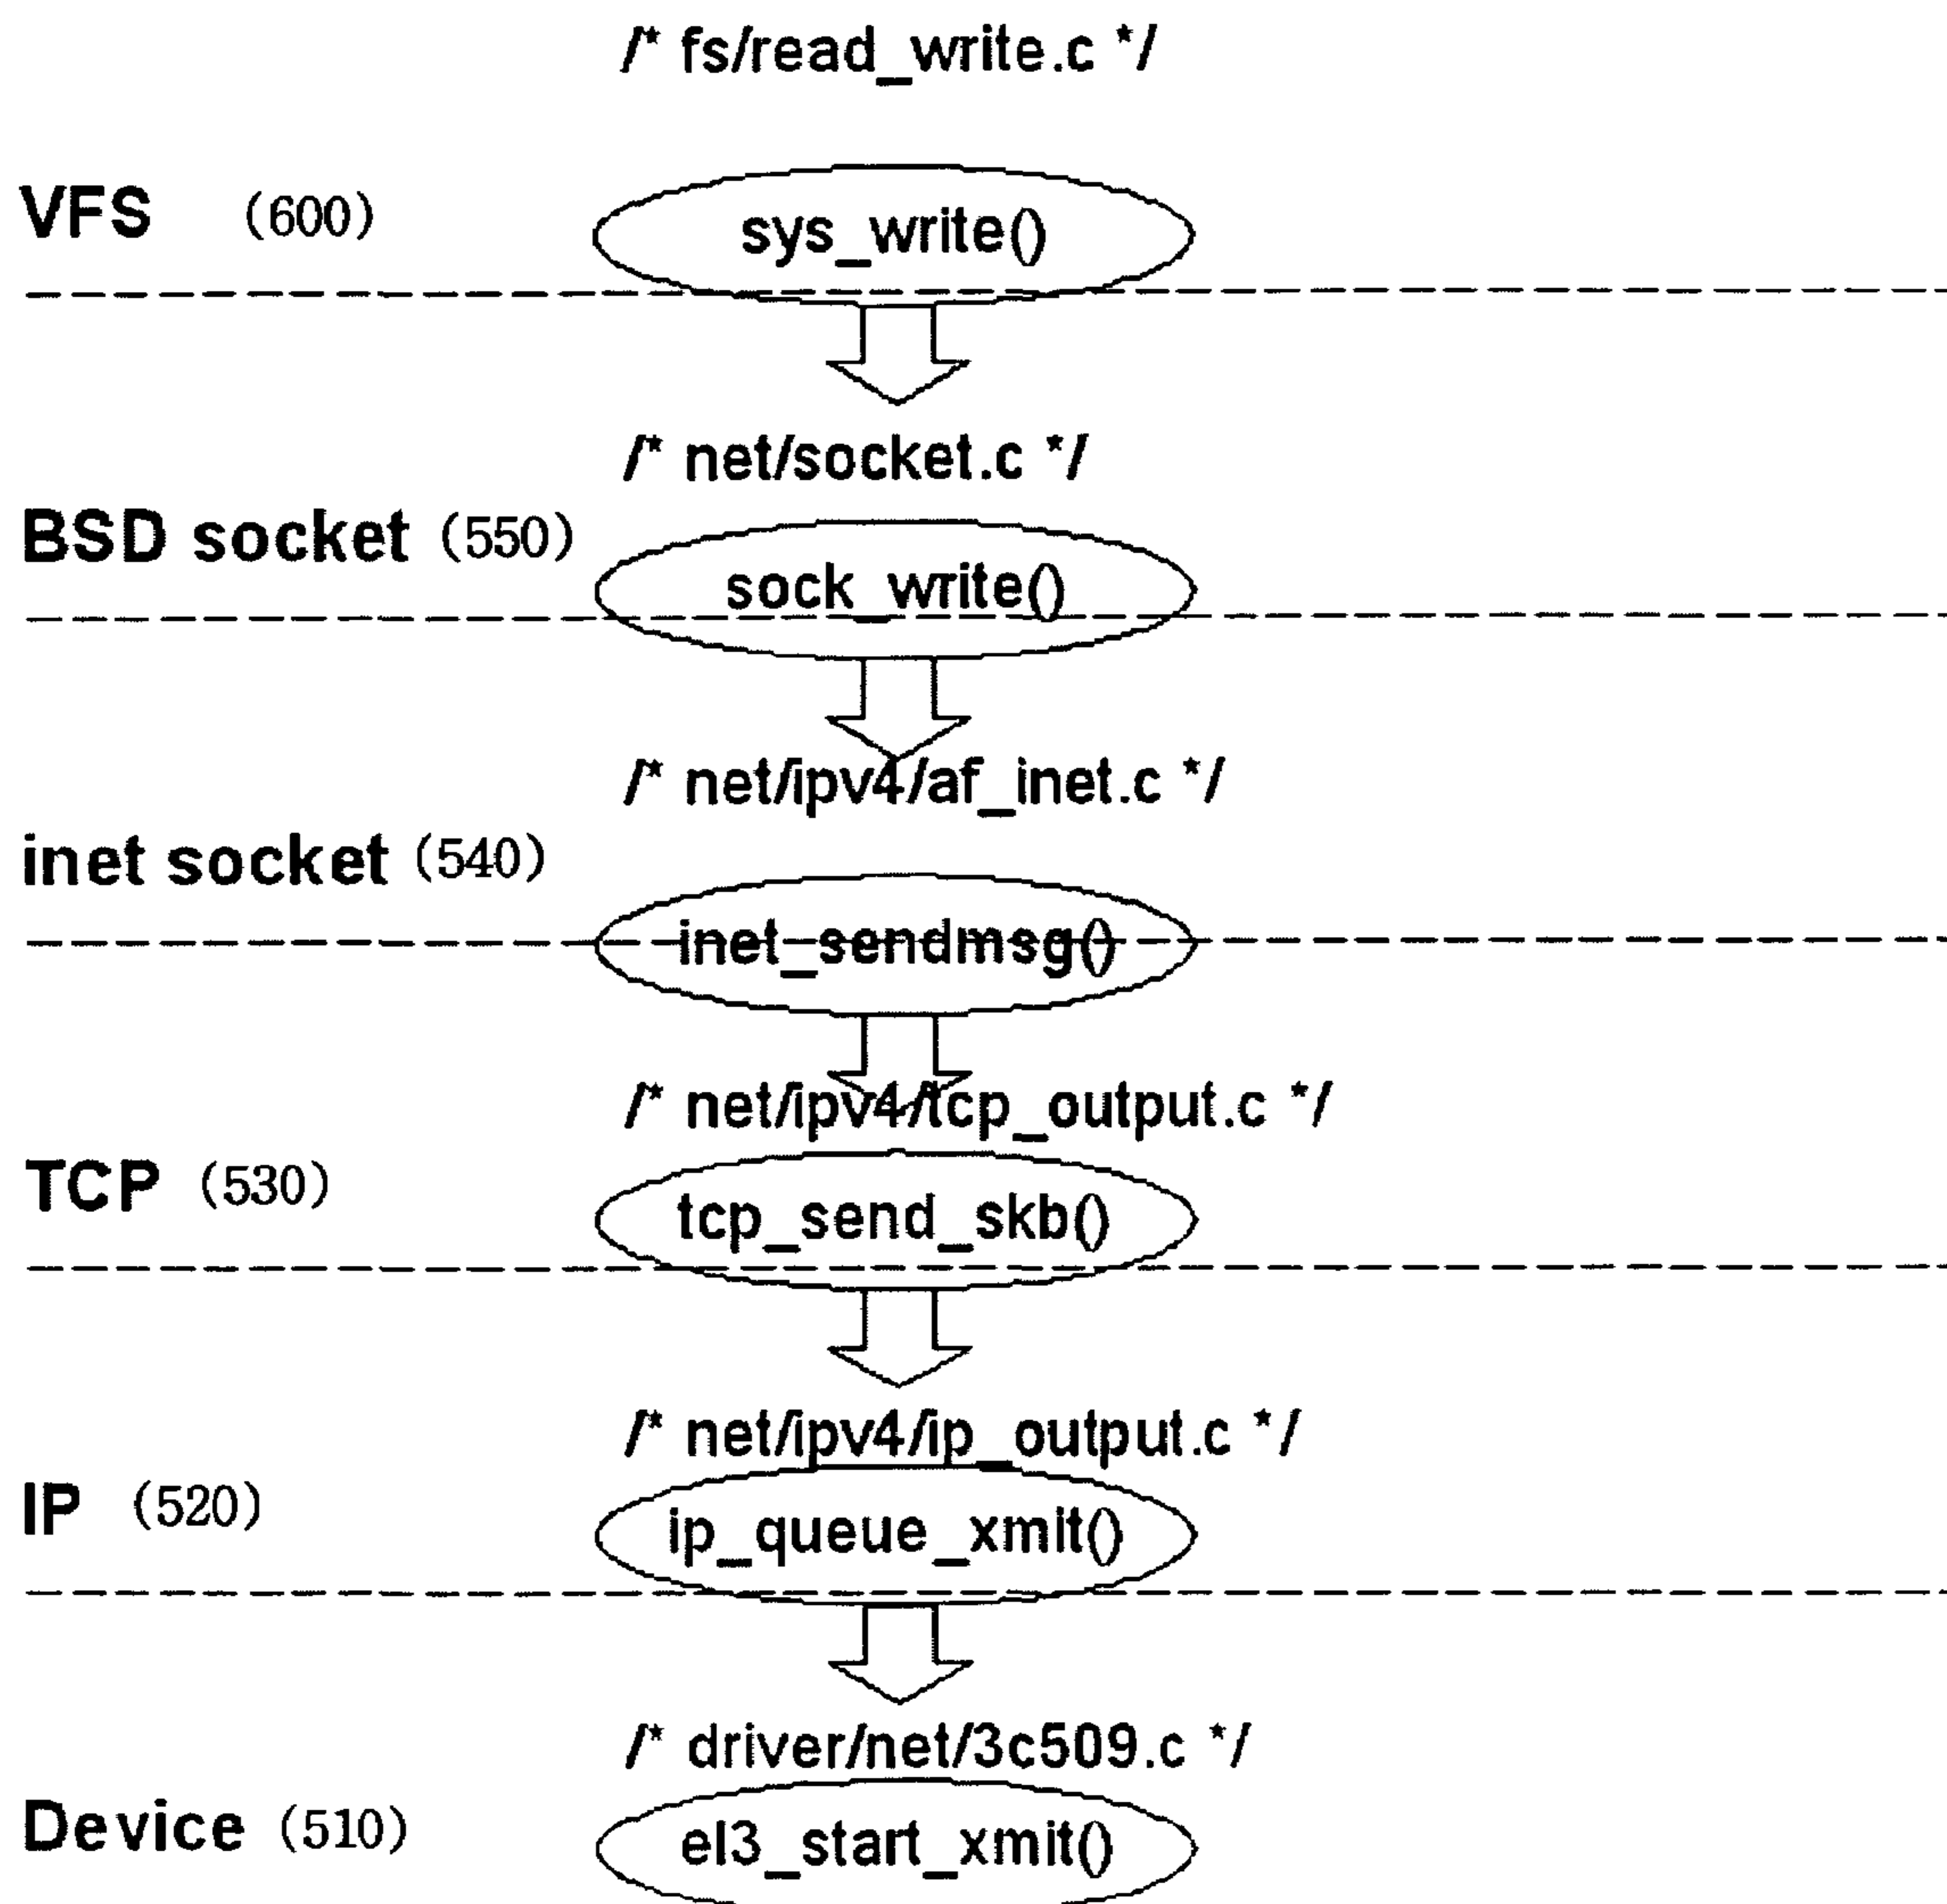 /* fs/read_write.c */
VFS (600)
sys_write()
/* net/socket.c */
BSD socket (550)
sock_write()
/* net/ipv4/af_inet.c */
inet socket (540)
inet_sendmsg()
/* net/ipv4/tcp_output.c */
TCP (530)
tcp_send_skb()
/* net/ipv4/ip_output.c */
IP (520)
ip_queue_xmit()
/* driver/net/3c509.c */
Device (510)
el3_start_xmit()